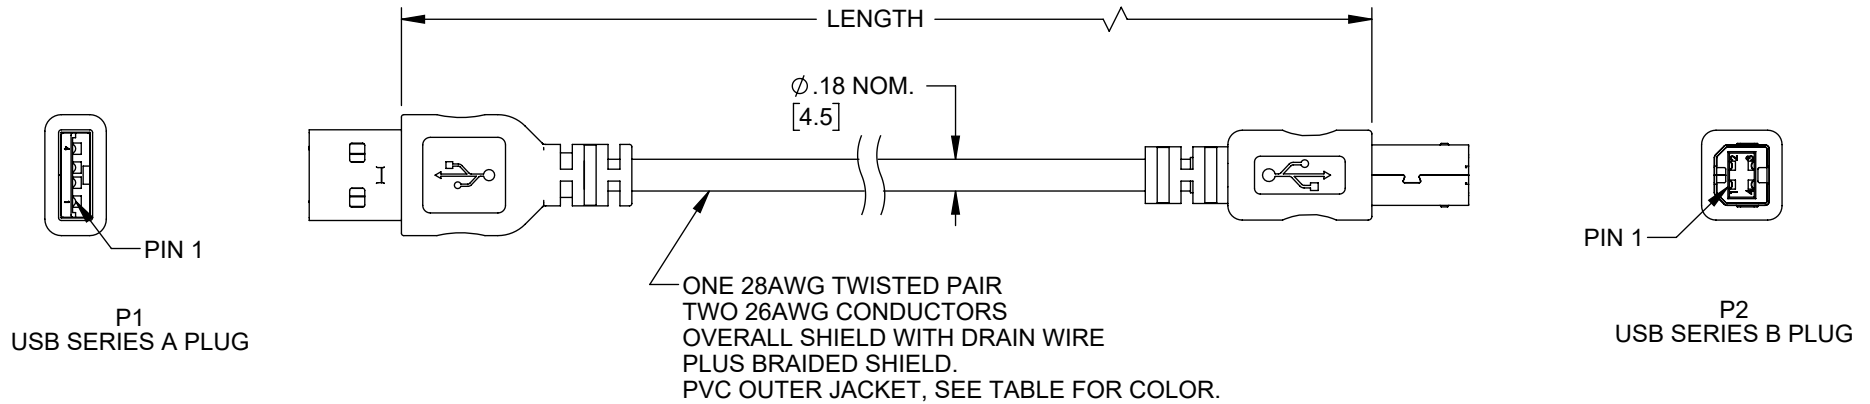 LENGTH
⌀.18 NOM.
[4.5]
PIN 1
PIN 1
ONE 28AWG TWISTED PAIR
TWO 26AWG CONDUCTORS
OVERALL SHIELD WITH DRAIN WIRE
PLUS BRAIDED SHIELD.
PVC OUTER JACKET, SEE TABLE FOR COLOR.
P1
USB SERIES A PLUG
P2
USB SERIES B PLUG